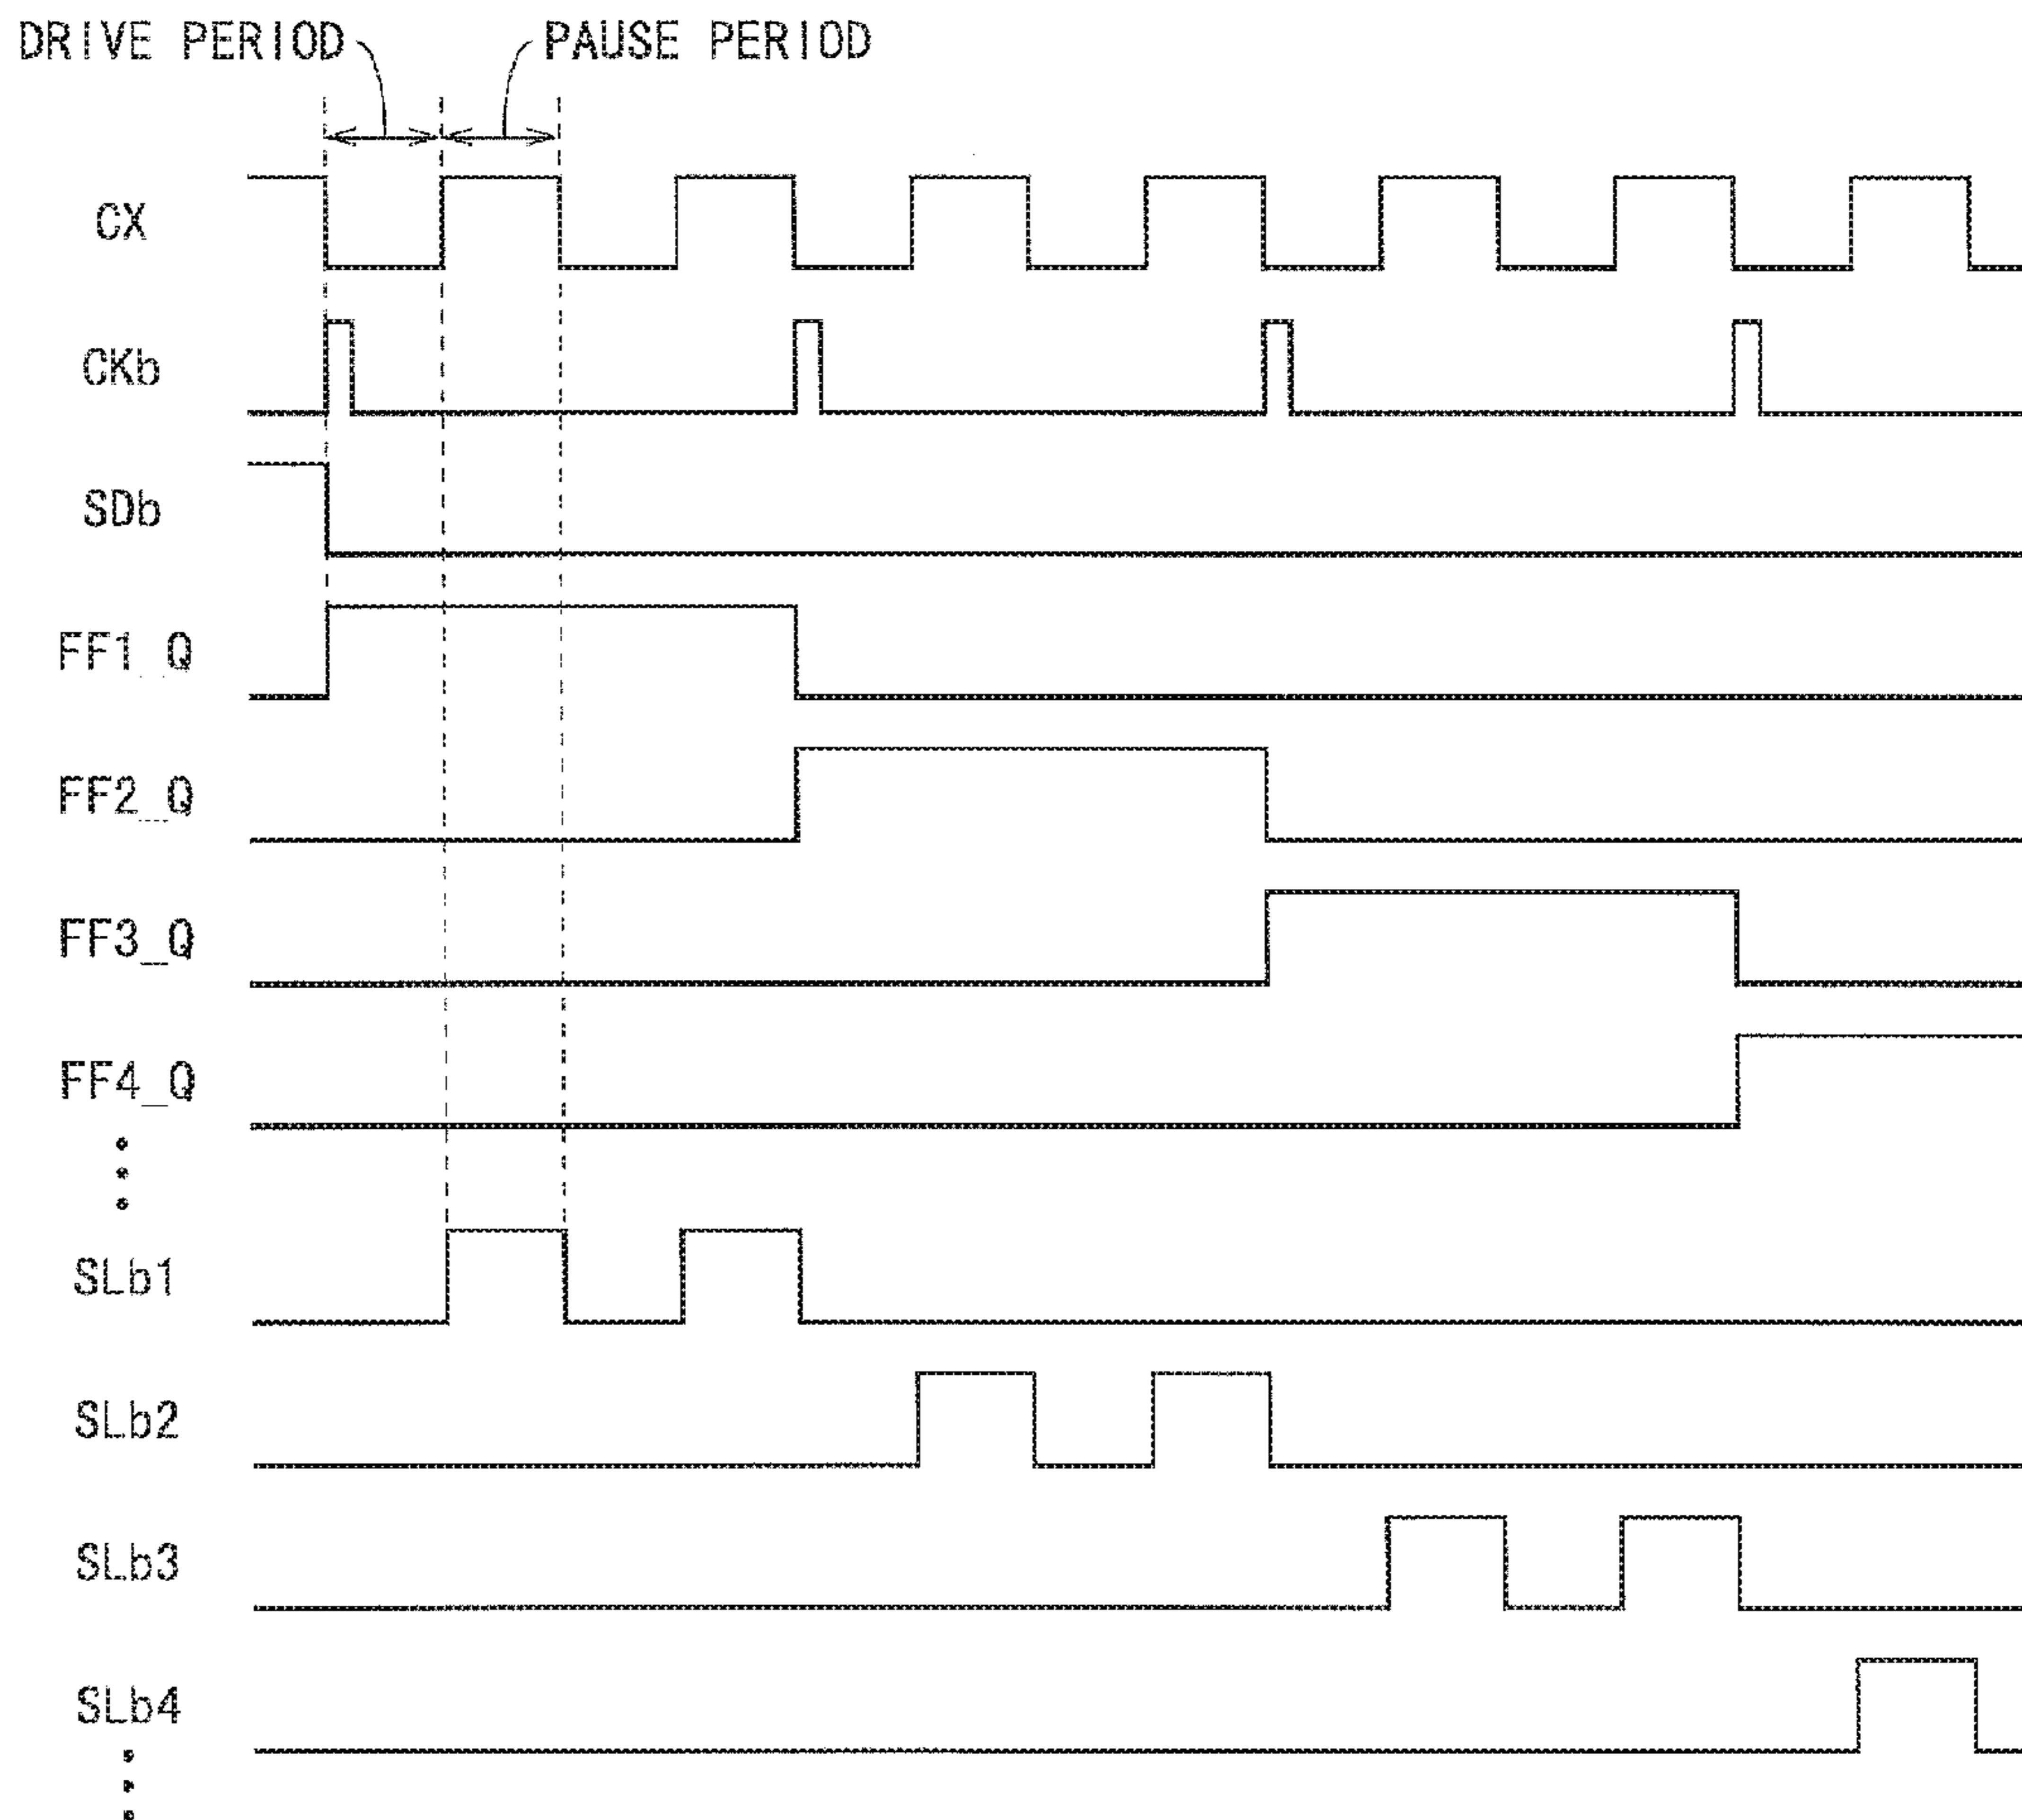 DRIVE PERIOD
PAUSE PERIOD
CX
CKb
SDb
FF1_Q
FF2_Q
FF3_Q
FF4_Q
SLb1
SLb2
SLb3
SLb4